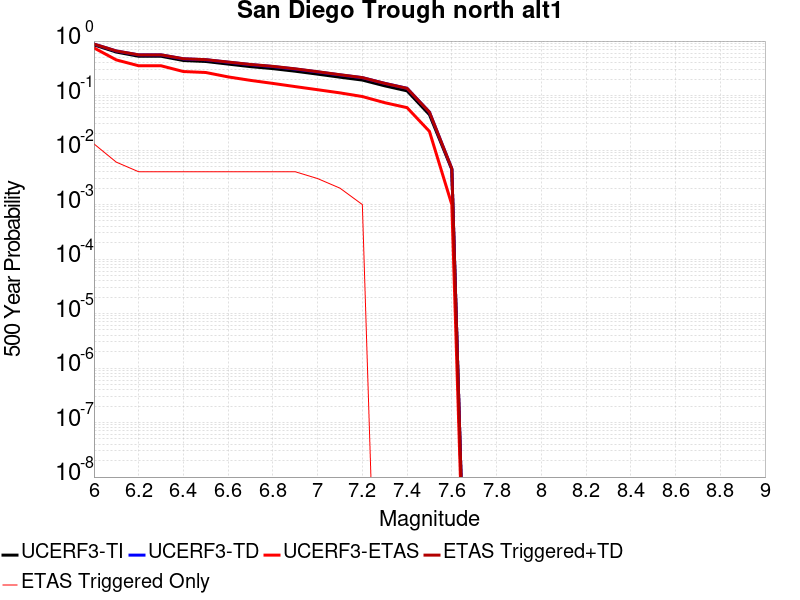 San Diego Trough north alt1
500 Year Probability
10^0
10^-1
10^-2
10^-3
10^-4
10^-5
10^-6
10^-7
10^-8
6 6.2 6.4 6.6 6.8 7 7.2 7.4 7.6 7.8 8 8.2 8.4 8.6 8.8 9
Magnitude
UCERF3-TI UCERF3-TD UCERF3-ETAS ETAS Triggered+TD
ETAS Triggered Only